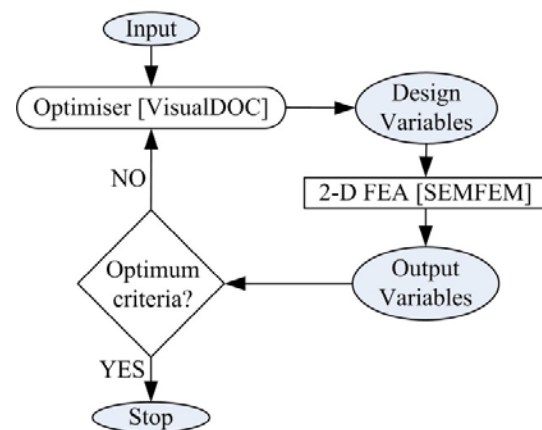 Input
Optimiser [VisualDOC]
Design
Variables
NO
2-D FEA [SEMFEM]
Optimum
criteria?
Output
Variables
YES
Stop